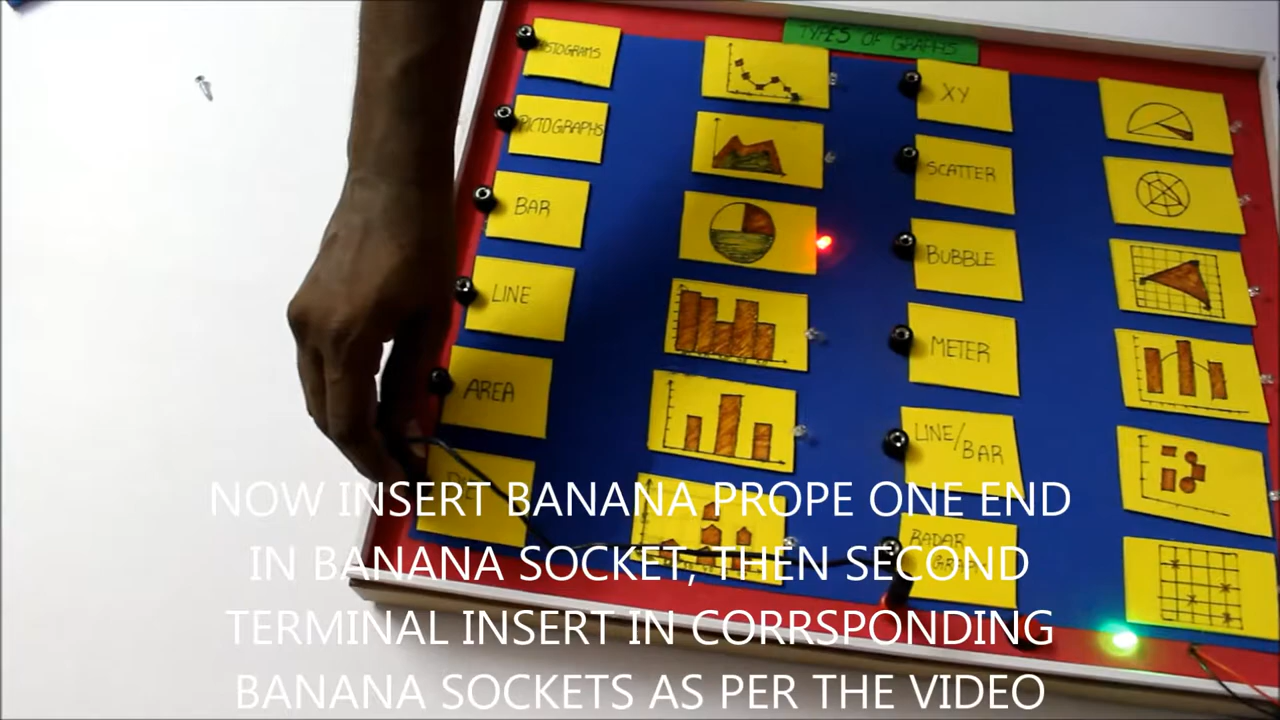 TYPES OF GRAPHS
HISTOGRAMS
PICTOGRAPHS
BAR
LINE
AREA
XY
SCATTER
BUBBLE
METER
LINE/BAR
RADAR
NOW INSERT BANANA PROPE ONE END
IN BANANA SOCKET, THEN SECOND
TERMINAL INSERT IN CORRSPONDING
BANANA SOCKETS AS PER THE VIDEO